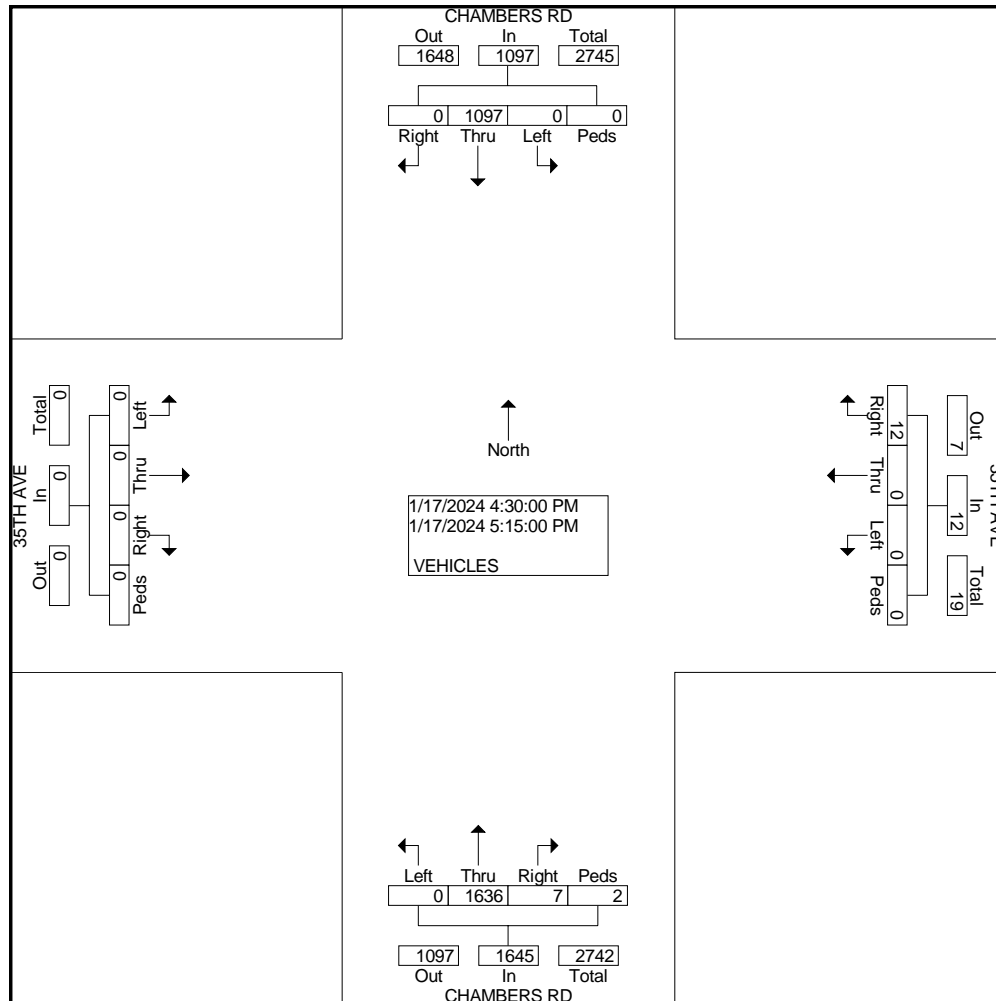 CHAMBERS RD
Out In Total
1648 1097 2745
0 1097 0 0
Right Thru Left Peds
35TH AVE
Total In Out
0 0 0
0 0 0 0
Left Thru Right Peds
North
1/17/2024 4:30:00 PM
1/17/2024 5:15:00 PM
VEHICLES
Right Thru Left Peds
12 0 0 0
Out In Total
7 12 19
AVE
Left Thru Right Peds
0 1636 7 2
1097 1645 2742
Out In Total
CHAMBERS RD